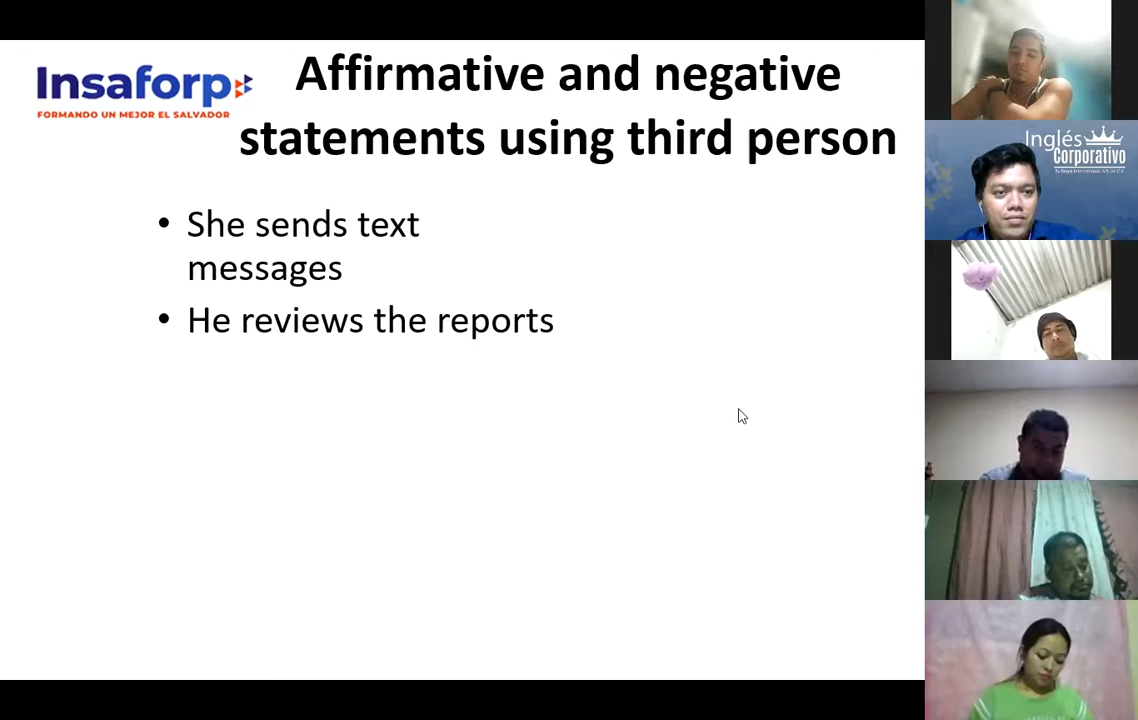 Insaforp
FORMANDO UN MEJOR EL SALVADOR
Affirmative and negative
statements using third person
• She sends text
messages
• He reviews the reports
Inglés
Corporativo